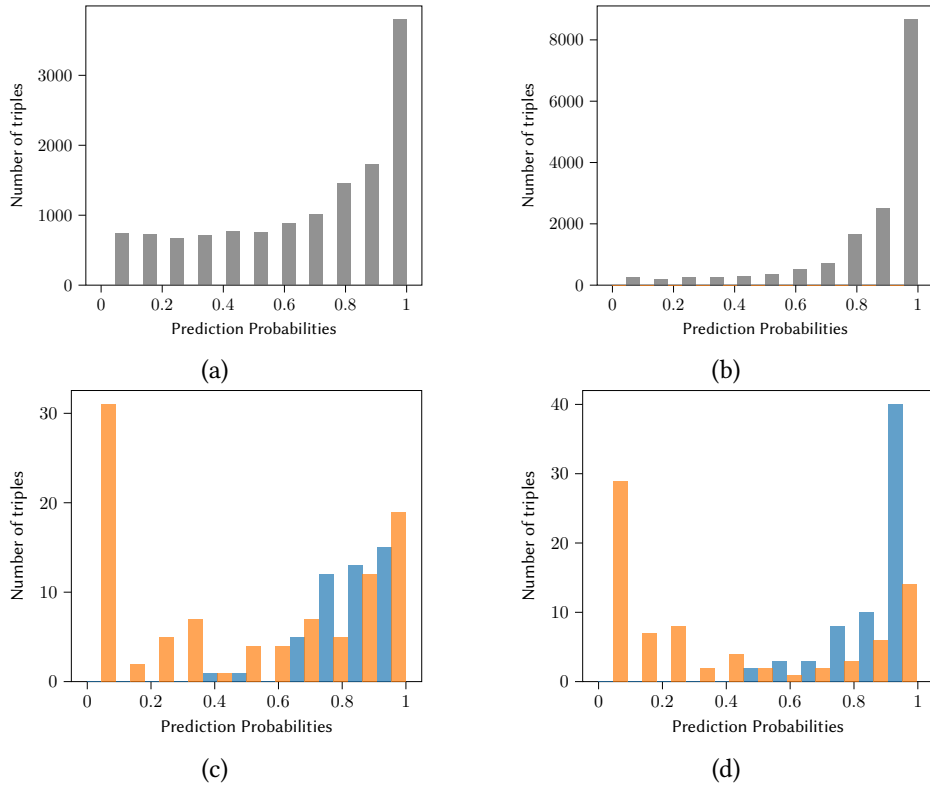 3000
2000
1000
0
Number of triples
0 0.2 0.4 0.6 0.8 1
Prediction Probabilities
(a)
8000
6000
4000
2000
0
Number of triples
0 0.2 0.4 0.6 0.8 1
Prediction Probabilities
(b)
30
20
10
0
Number of triples
0 0.2 0.4 0.6 0.8 1
Prediction Probabilities
(c)
40
30
20
10
0
Number of triples
0 0.2 0.4 0.6 0.8 1
Prediction Probabilities
(d)